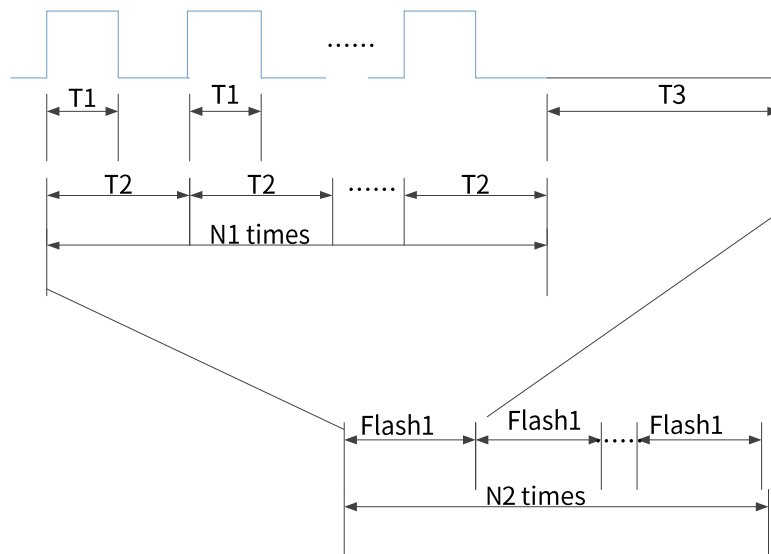 ......
T1 T1 T3
T2 T2 ...... T2
N1 times
Flash1 Flash1 ...... Flash1
N2 times